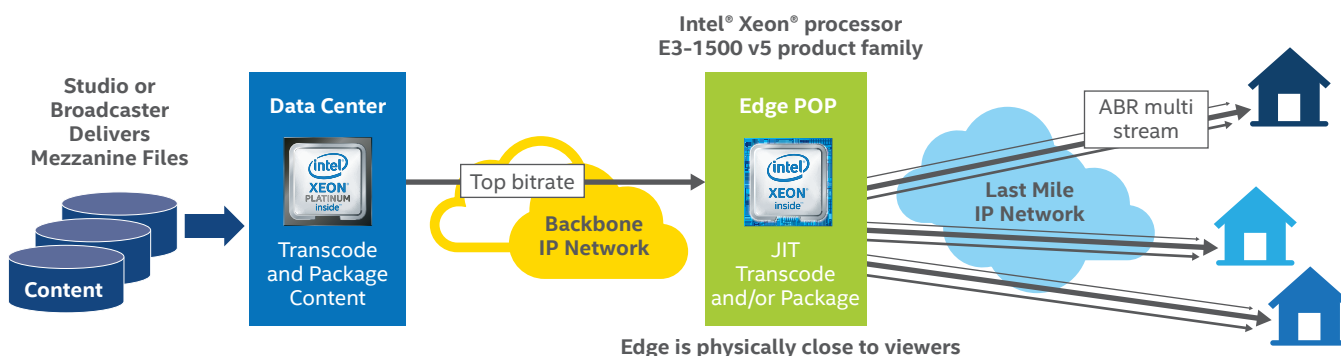 Studio or
Broadcaster
Delivers
Mezzanine Files
Content
Data Center
intel®
XEON®
PLATINUM
inside™
Transcode
and Package
Content
Top bitrate
Backbone
IP Network
Intel® Xeon® processor
E3-1500 v5 product family
Edge POP
intel®
XEON®
inside™
JIT
Transcode
and/or Package
Edge is physically close to viewers
ABR multi
stream
Last Mile
IP Network